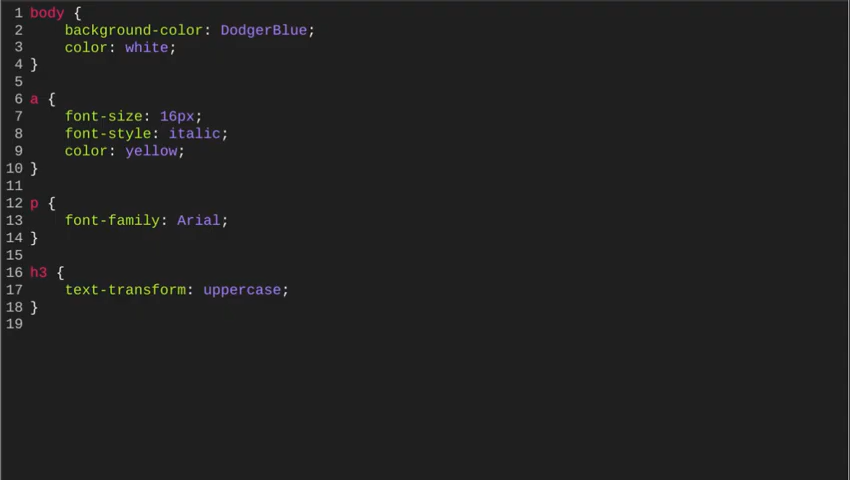 1 body {
2     background-color: DodgerBlue;
3     color: white;
4 }
5
6 a {
7     font-size: 16px;
8     font-style: italic;
9     color: yellow;
10 }
11
12 p {
13     font-family: Arial;
14 }
15
16 h3 {
17     text-transform: uppercase;
18 }
19